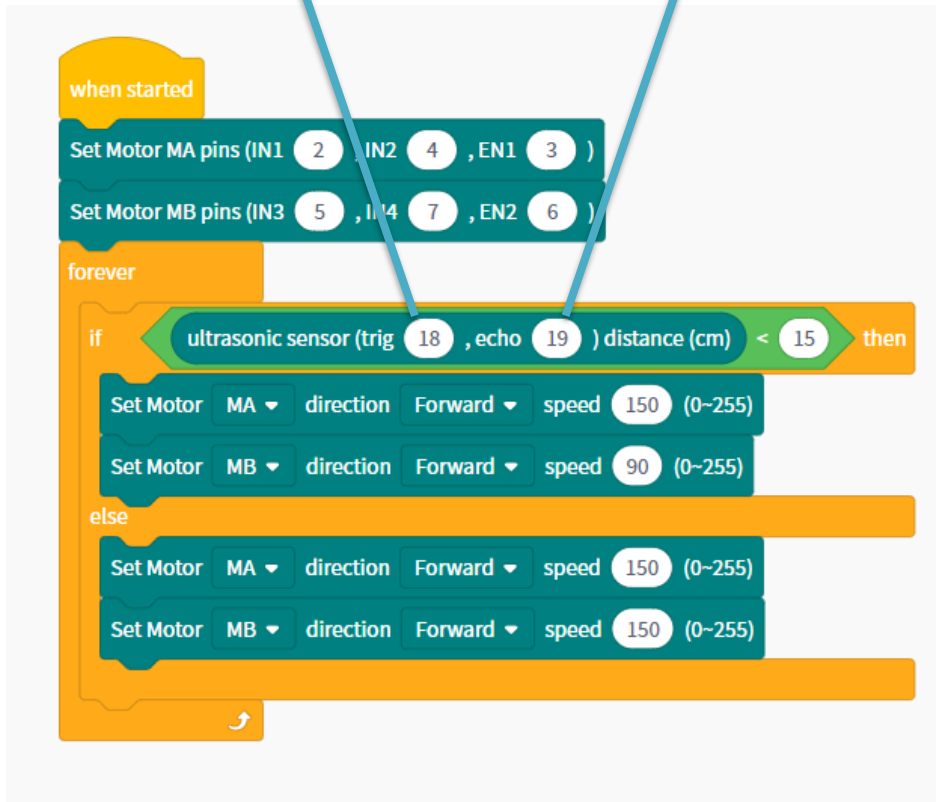 when started
Set Motor MA pins (IN1 2 , IN2 4 , EN1 3 )
Set Motor MB pins (IN3 5 , IN4 7 , EN2 6 )
forever
if ultrasonic sensor (trig 18 , echo 19 ) distance (cm) < 15 then
Set Motor MA direction Forward speed 150 (0~255)
Set Motor MB direction Forward speed 90 (0~255)
else
Set Motor MA direction Forward speed 150 (0~255)
Set Motor MB direction Forward speed 150 (0~255)